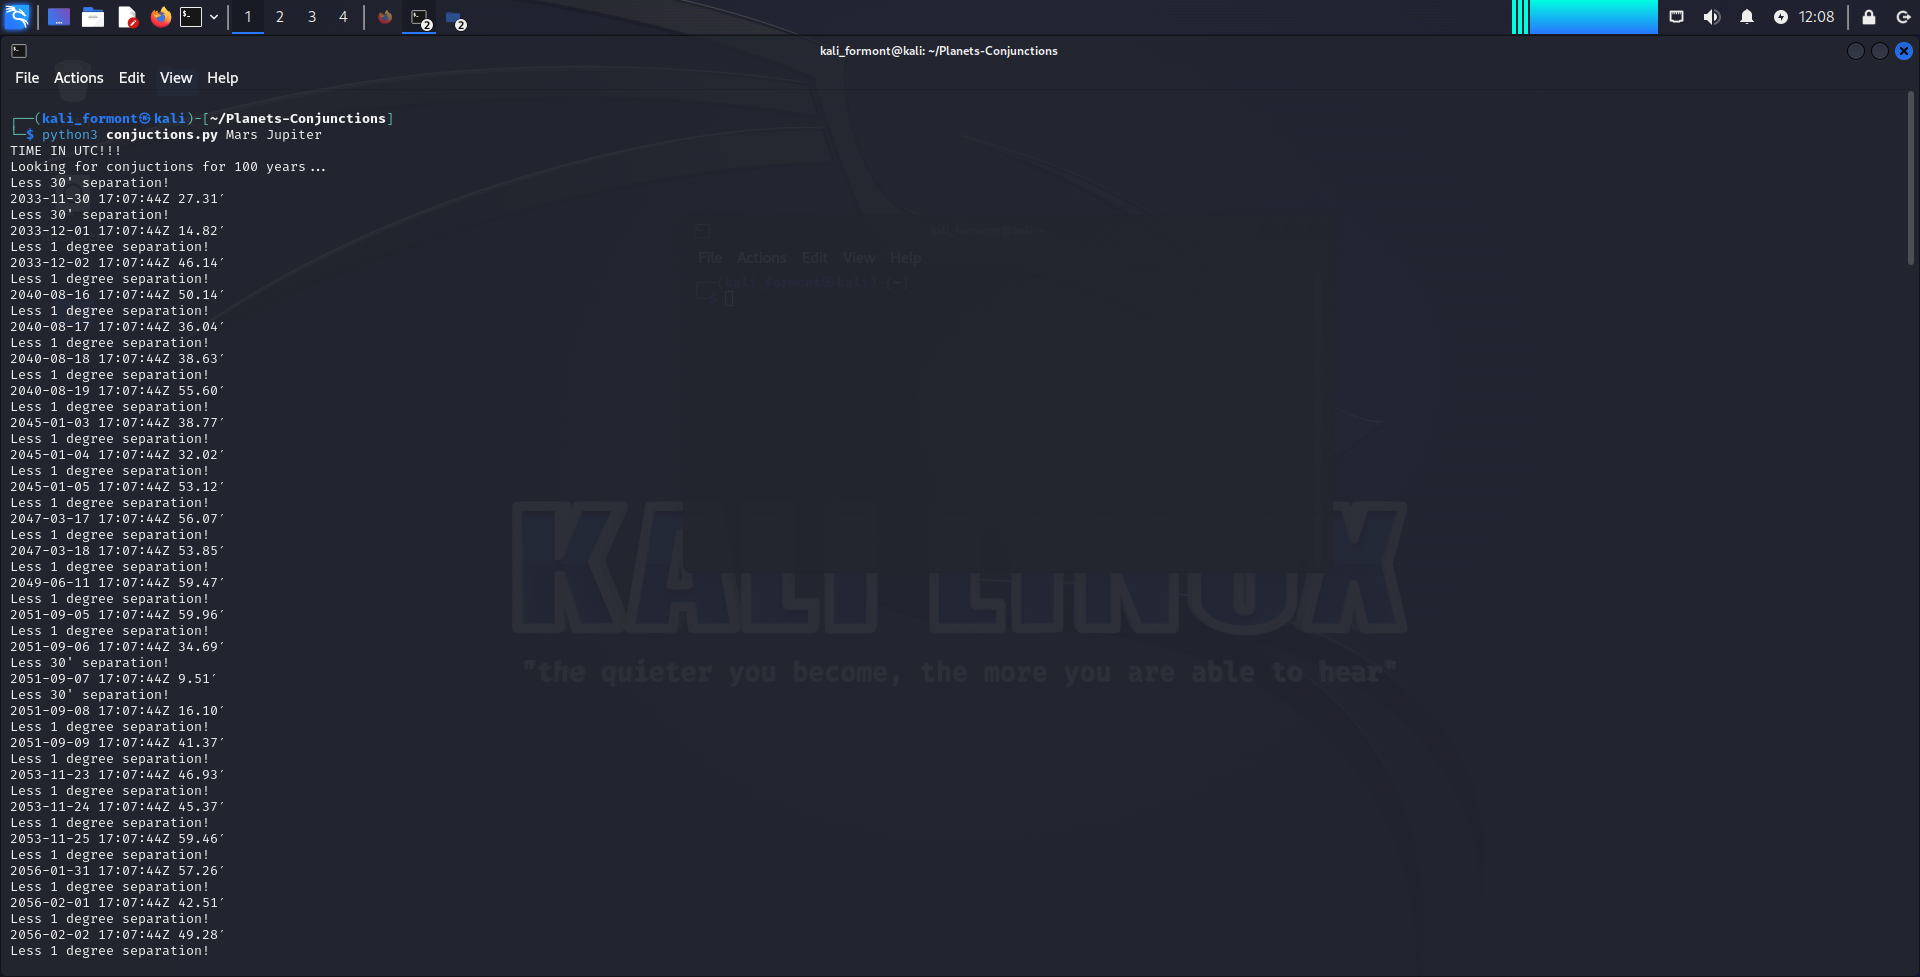 1 2 3 4 2 2 12:08
kali_formont@kali: ~/Planets-Conjunctions
File Actions Edit View Help
┌──(kali_formont㉿kali)-[~/Planets-Conjunctions]
└─$ python3 conjuctions.py Mars Jupiter
TIME IN UTC!!!
Looking for conjuctions for 100 years...
Less 30' separation!
2033-11-30 17:07:44Z 27.31′
Less 30' separation!
2033-12-01 17:07:44Z 14.82′
Less 1 degree separation!
2033-12-02 17:07:44Z 46.14′
Less 1 degree separation!
2040-08-16 17:07:44Z 50.14′
Less 1 degree separation!
2040-08-17 17:07:44Z 36.04′
Less 1 degree separation!
2040-08-18 17:07:44Z 38.63′
Less 1 degree separation!
2040-08-19 17:07:44Z 55.60′
Less 1 degree separation!
2045-01-03 17:07:44Z 38.77′
Less 1 degree separation!
2045-01-04 17:07:44Z 32.02′
Less 1 degree separation!
2045-01-05 17:07:44Z 53.12′
Less 1 degree separation!
2047-03-17 17:07:44Z 56.07′
Less 1 degree separation!
2047-03-18 17:07:44Z 53.85′
Less 1 degree separation!
2049-06-11 17:07:44Z 59.47′
Less 1 degree separation!
2051-09-05 17:07:44Z 59.96′
Less 1 degree separation!
2051-09-06 17:07:44Z 34.69′
Less 30' separation!
2051-09-07 17:07:44Z 9.51′
Less 30' separation!
2051-09-08 17:07:44Z 16.10′
Less 1 degree separation!
2051-09-09 17:07:44Z 41.37′
Less 1 degree separation!
2053-11-23 17:07:44Z 46.93′
Less 1 degree separation!
2053-11-24 17:07:44Z 45.37′
Less 1 degree separation!
2053-11-25 17:07:44Z 59.46′
Less 1 degree separation!
2056-01-31 17:07:44Z 57.26′
Less 1 degree separation!
2056-02-01 17:07:44Z 42.51′
Less 1 degree separation!
2056-02-02 17:07:44Z 49.28′
Less 1 degree separation!
File Actions Edit View Help
┌──(kali_formont㉿kali)-[~]
└─$
KALI LINUX
"the quieter you become, the more you are able to hear"